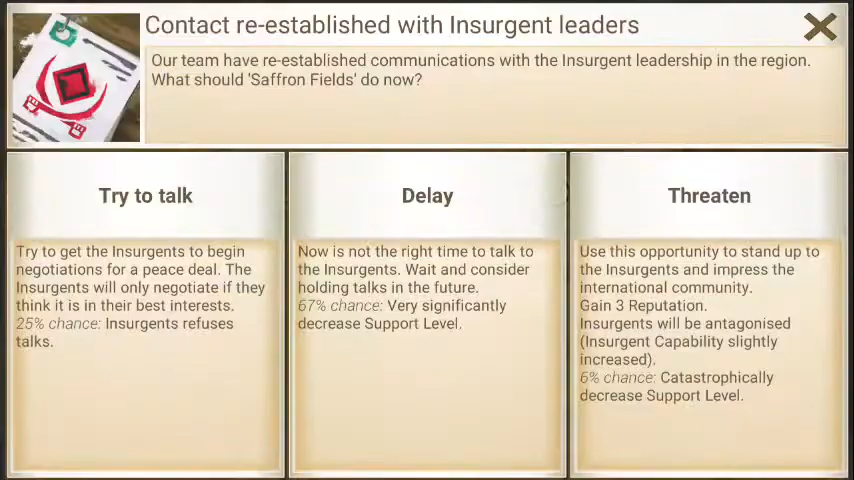 Contact re-established with Insurgent leaders
Our team have re-established communications with the Insurgent leadership in the region.
What should 'Saffron Fields' do now?
Try to talk
Try to get the Insurgents to begin
negotiations for a peace deal. The
Insurgents will only negotiate if they
think it is in their best interests.
25% chance: Insurgents refuses
talks.
Delay
Now is not the right time to talk to
the Insurgents. Wait and consider
holding talks in the future.
67% chance: Very significantly
decrease Support Level.
Threaten
Use this opportunity to stand up to
the Insurgents and impress the
international community.
Gain 3 Reputation.
Insurgents will be antagonised
(Insurgent Capability slightly
increased).
6% chance: Catastrophically
decrease Support Level.